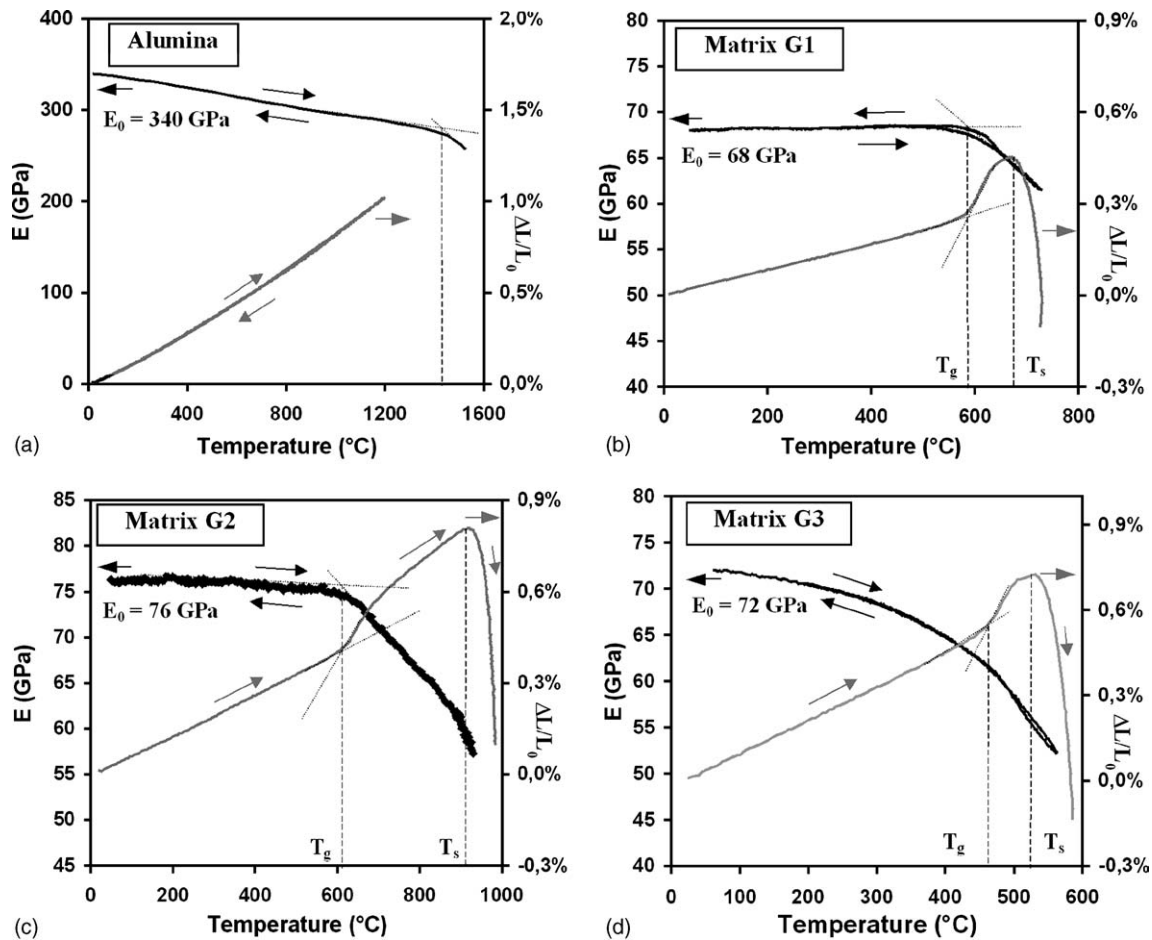 400
300
200
100
0
E (GPa)
Alumina
E₀ = 340 GPa
2,0%
1,5%
1,0%
0,5%
0,0%
ΔL/L₀
0 400 800 1200 1600
Temperature (°C)
(a)
80
75
70
65
60
55
50
45
40
E (GPa)
Matrix G1
E₀ = 68 GPa
T_g T_s
0,9%
0,6%
0,3%
0,0%
-0,3%
ΔL/L₀
0 200 400 600 800
Temperature (°C)
(b)
85
80
75
70
65
60
55
50
45
E (GPa)
Matrix G2
E₀ = 76 GPa
T_g T_s
0,9%
0,6%
0,3%
0,0%
-0,3%
ΔL/L₀
0 200 400 600 800 1000
Temperature (°C)
(c)
80
75
70
65
60
55
50
45
40
E (GPa)
Matrix G3
E₀ = 72 GPa
T_g T_s
0,9%
0,6%
0,3%
0,0%
-0,3%
ΔL/L₀
0 100 200 300 400 500 600
Temperature (°C)
(d)